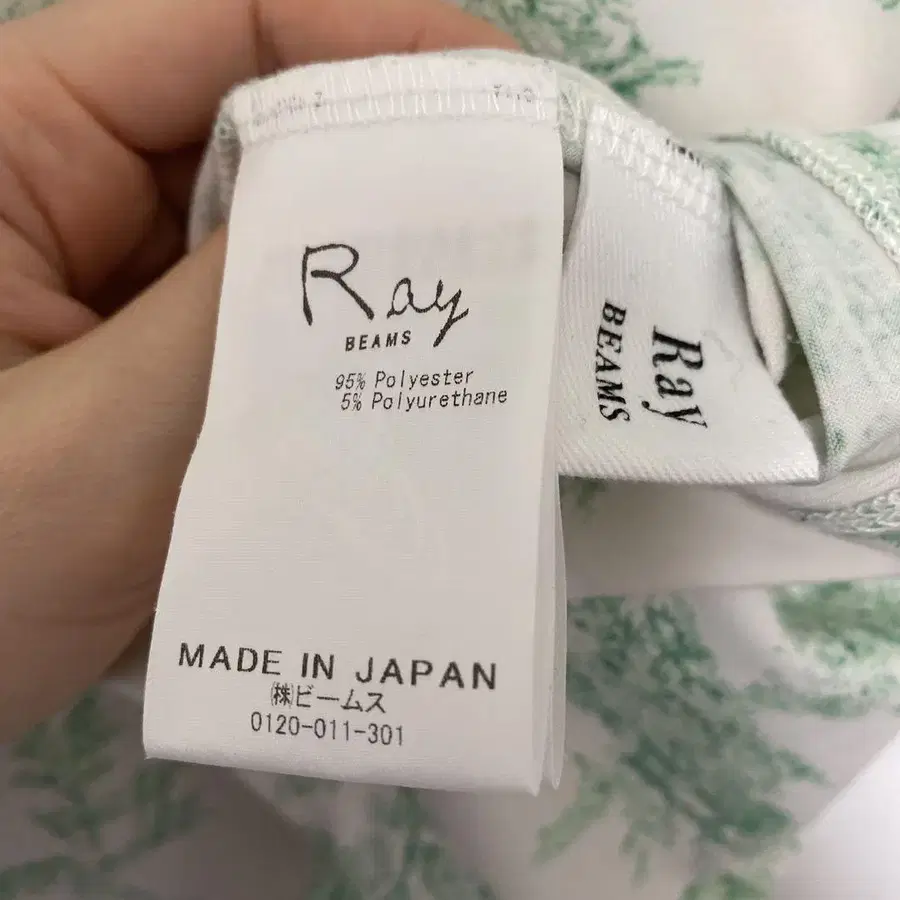 Ray
BEAMS
95% Polyester
5% Polyurethane
MADE IN JAPAN
㈱ビームス
0120-011-301
Ray
BEAMS